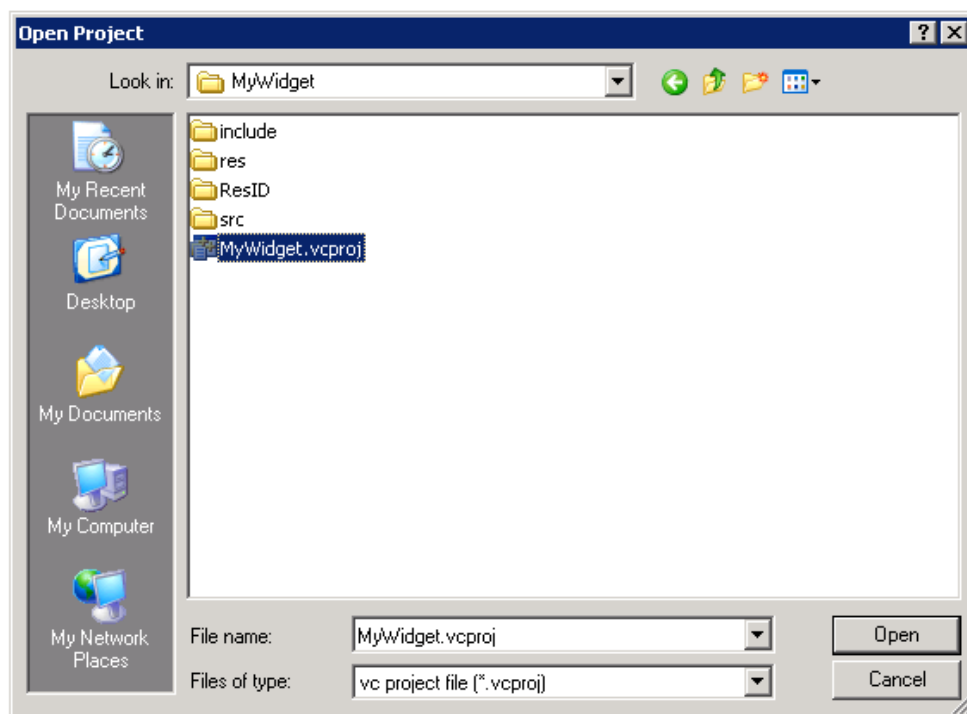 Open Project
Look in:
MyWidget
My Recent
Documents
Desktop
My Documents
My Computer
My Network
Places
include
res
ResID
src
MyWidget.vcproj
File name:
MyWidget.vcproj
Open
Files of type:
vc project file (*.vcproj)
Cancel